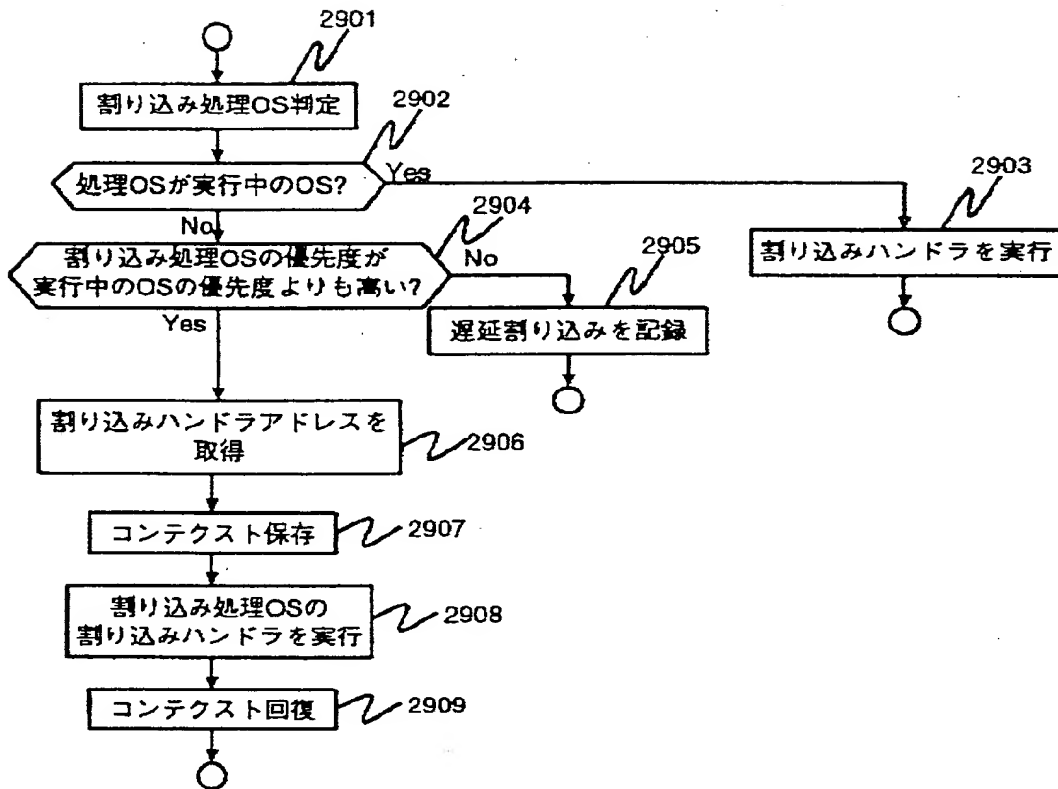 2901
割り込み処理OS判定
2902
処理OSが実行中のOS?
Yes
2903
No
2904
割り込みハンドラを実行
割り込み処理OSの優先度が
実行中のOSの優先度よりも高い?
No
2905
Yes
遅延割り込みを記録
割り込みハンドラアドレスを
取得
2906
コンテクスト保存
2907
割り込み処理OSの
割り込みハンドラを実行
2908
コンテクスト回復
2909